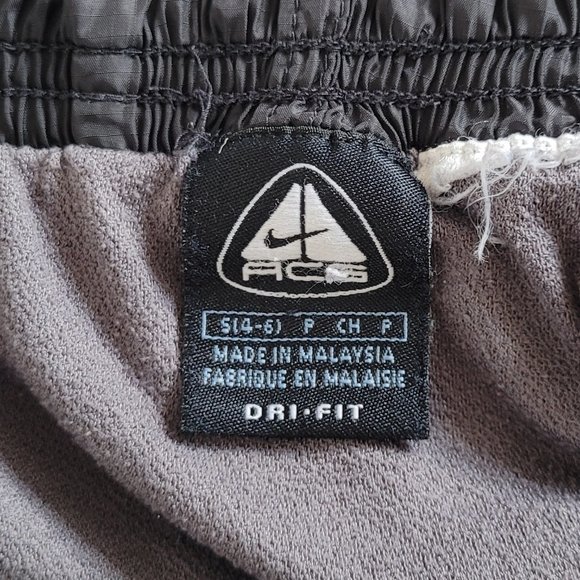 ACG
S(4-6) P CH P
MADE IN MALAYSIA
FABRIQUE EN MALAISIE
DRI•FIT